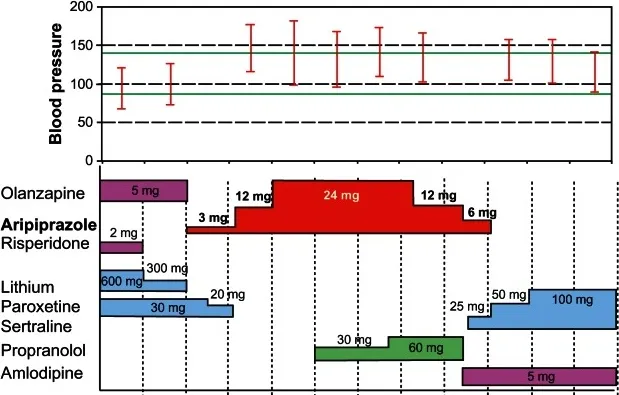 200
150
100
50
0
Blood pressure
Olanzapine 5 mg
12 mg 24 mg 12 mg
Aripiprazole 3 mg 6 mg
Risperidone 2 mg
Lithium 600 mg 300 mg
Paroxetine 30 mg 20 mg
Sertraline 25 mg 50 mg 100 mg
Propranolol 30 mg 60 mg
Amlodipine 5 mg